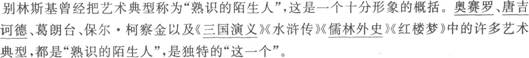 别林斯基曾经把艺术典型称为“熟识的陌生人”,这是一个十分形象的概括。奥赛罗、唐吉
诃德、葛朗台、保尔·柯察金以及《三国演义》《水浒传》《儒林外史》《红楼梦》中的许多艺术
典型,都是“熟识的陌生人”,是独特的“这一个”。